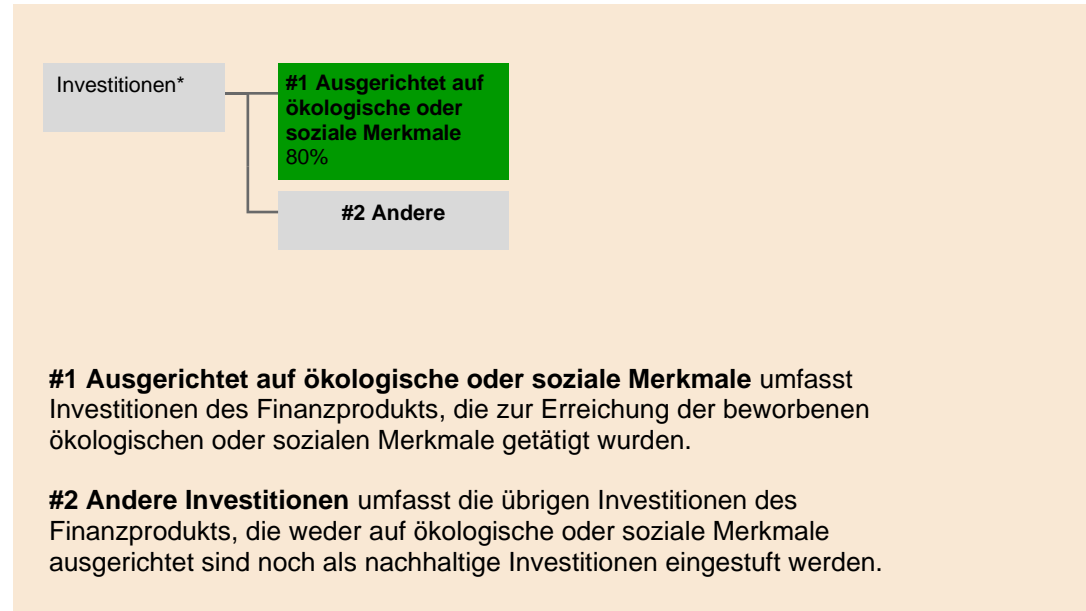 Investitionen*
#1 Ausgerichtet auf
ökologische oder
soziale Merkmale
80%
#2 Andere
#1 Ausgerichtet auf ökologische oder soziale Merkmale umfasst
Investitionen des Finanzprodukts, die zur Erreichung der beworbenen
ökologischen oder sozialen Merkmale getätigt wurden.
#2 Andere Investitionen umfasst die übrigen Investitionen des
Finanzprodukts, die weder auf ökologische oder soziale Merkmale
ausgerichtet sind noch als nachhaltige Investitionen eingestuft werden.